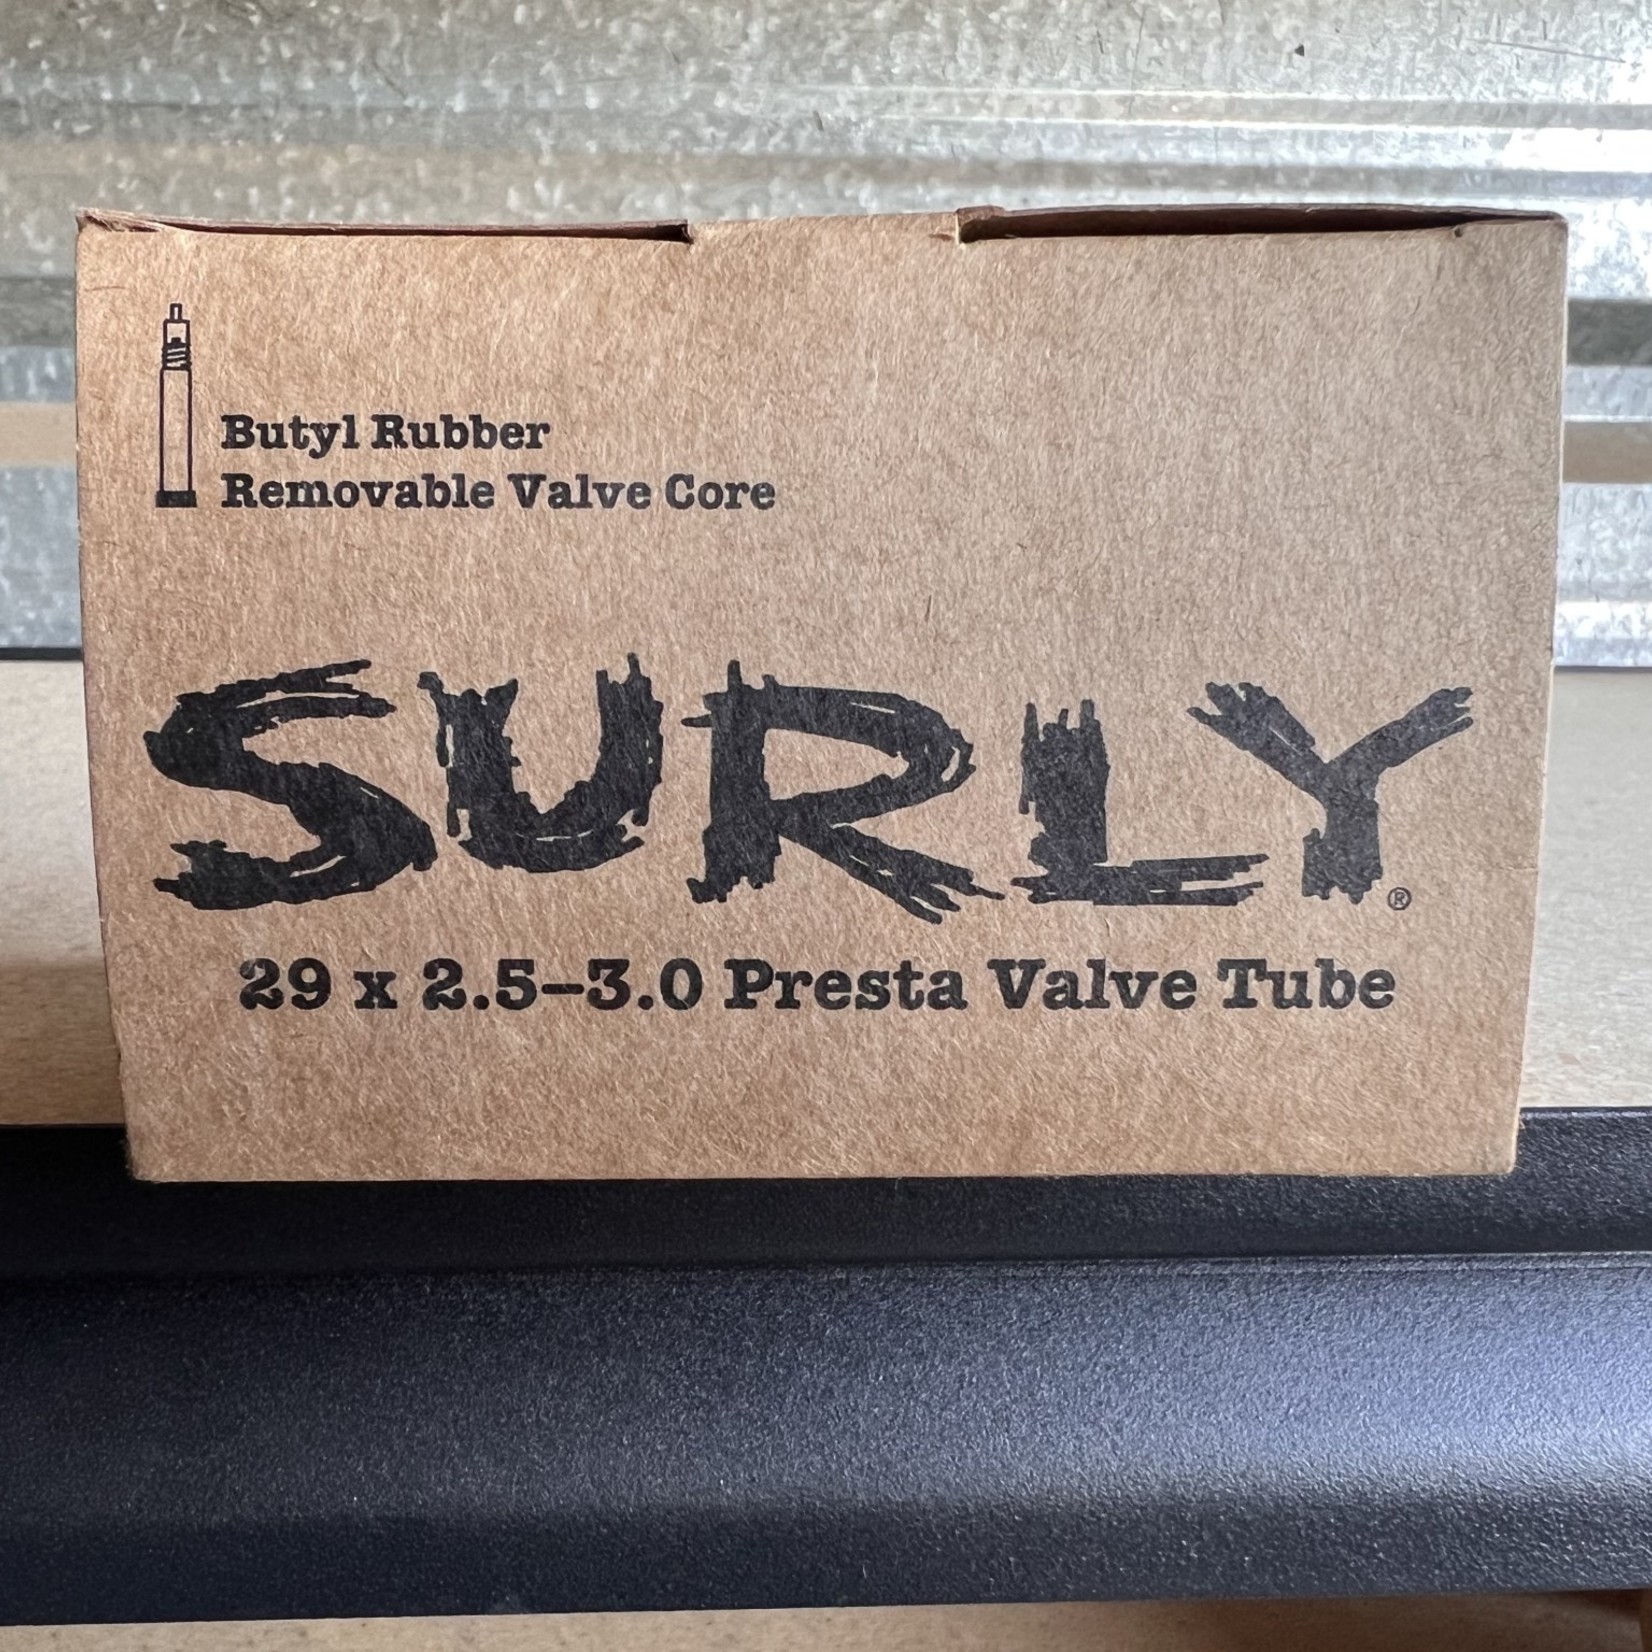 Butyl Rubber
Removable Valve Core
SURLY®
29 x 2.5–3.0 Presta Valve Tube